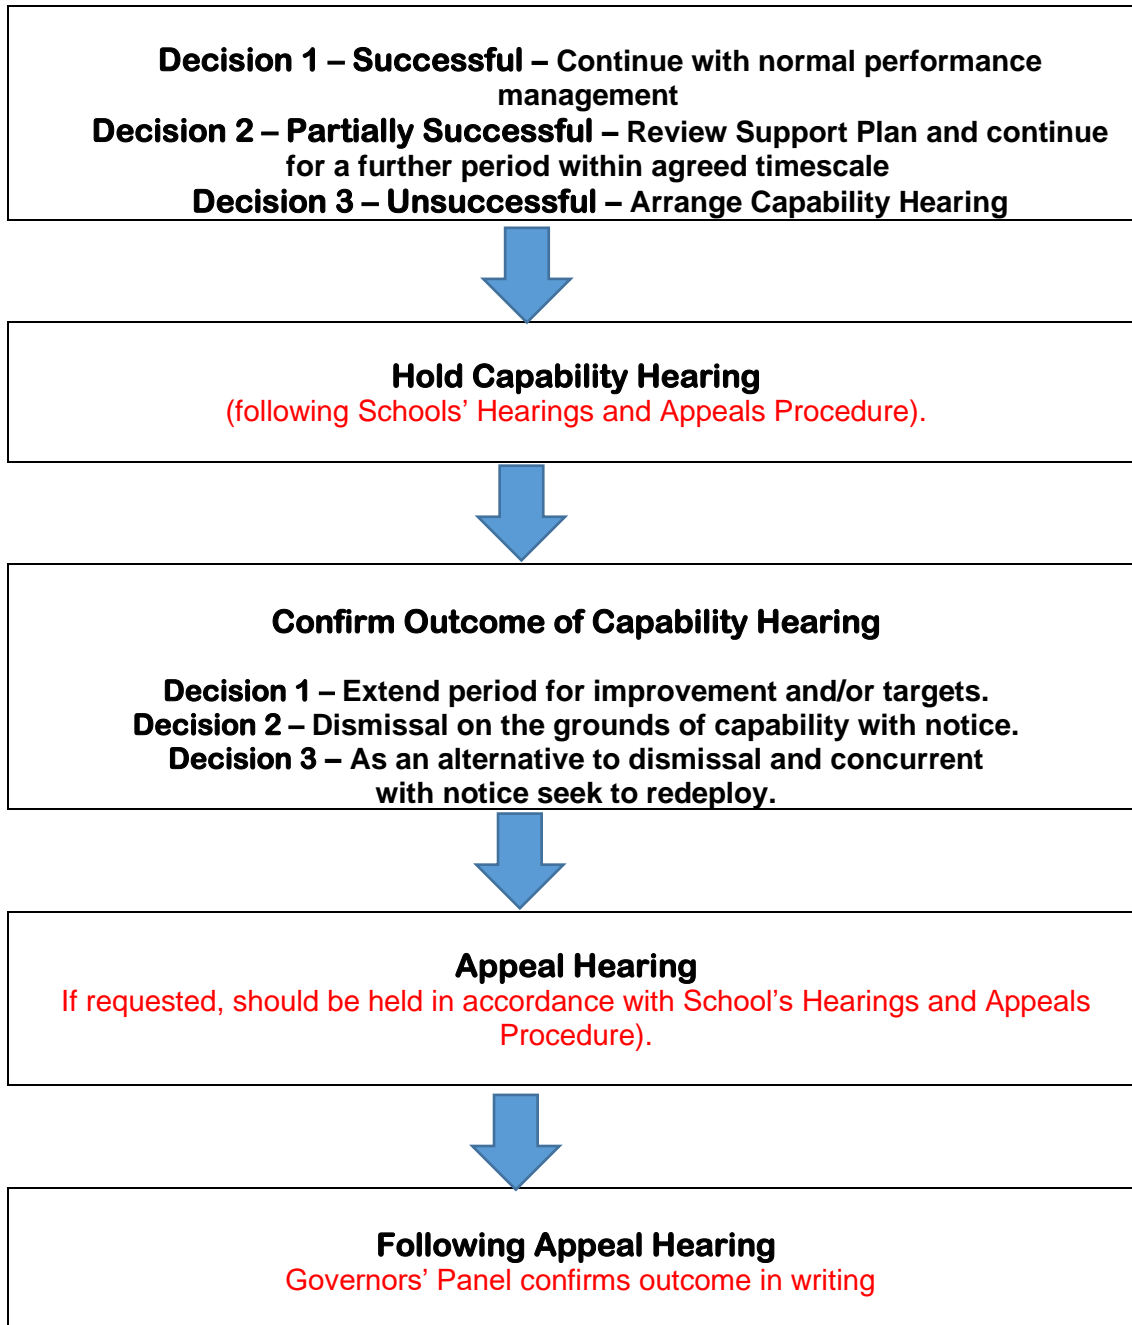 Decision 1 – Successful – Continue with normal performance
management
Decision 2 – Partially Successful – Review Support Plan and continue
for a further period within agreed timescale
Decision 3 – Unsuccessful – Arrange Capability Hearing
Hold Capability Hearing
(following Schools’ Hearings and Appeals Procedure).
Confirm Outcome of Capability Hearing
Decision 1 – Extend period for improvement and/or targets.
Decision 2 – Dismissal on the grounds of capability with notice.
Decision 3 – As an alternative to dismissal and concurrent
with notice seek to redeploy.
Appeal Hearing
If requested, should be held in accordance with School’s Hearings and Appeals
Procedure).
Following Appeal Hearing
Governors’ Panel confirms outcome in writing